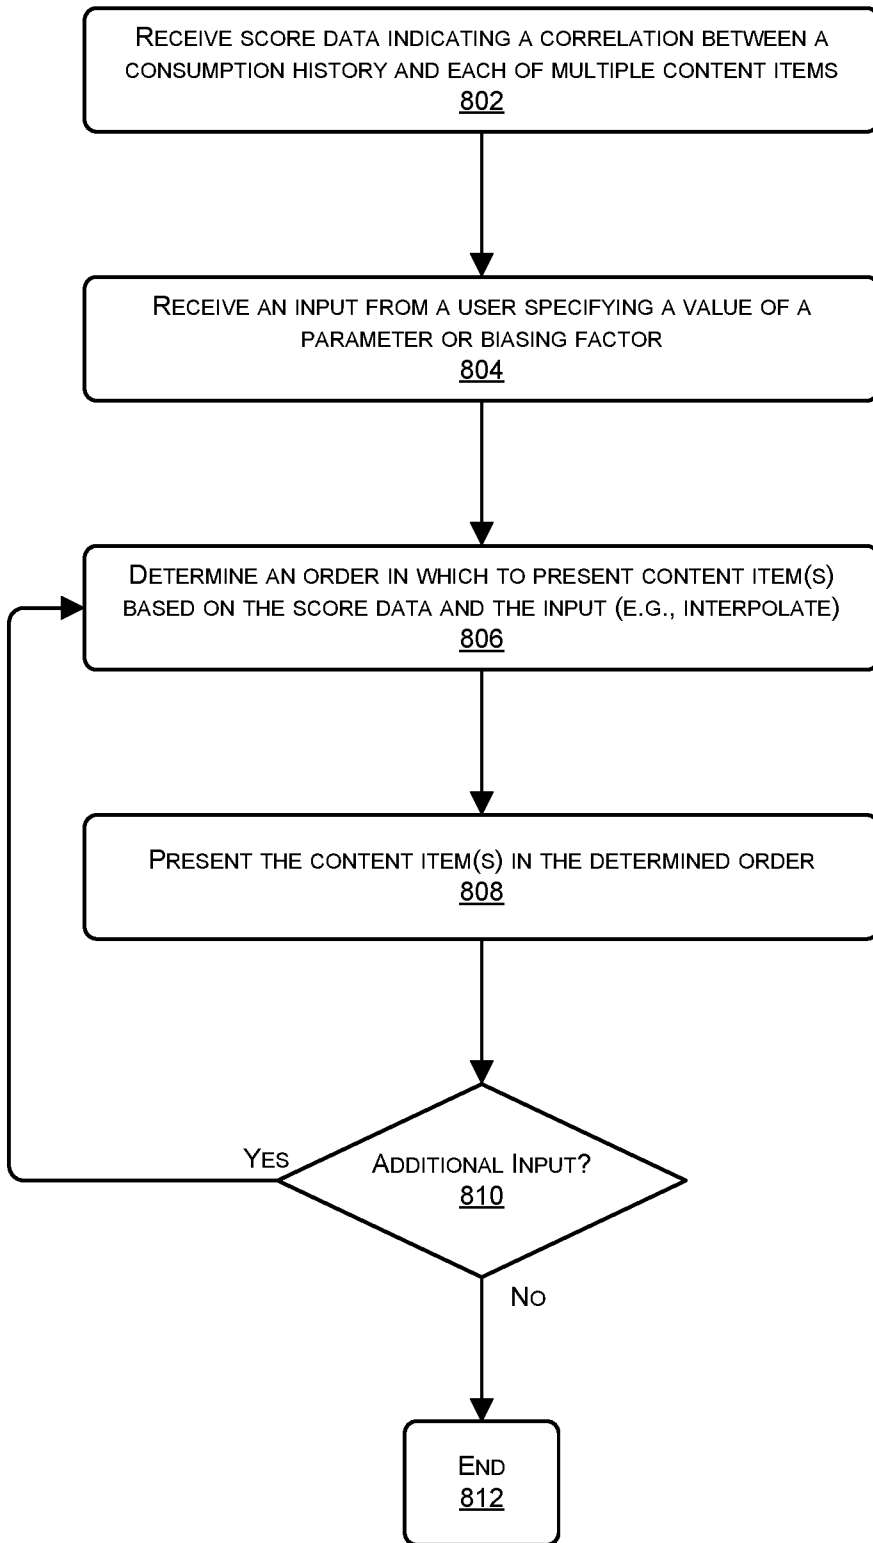 RECEIVE SCORE DATA INDICATING A CORRELATION BETWEEN A
CONSUMPTION HISTORY AND EACH OF MULTIPLE CONTENT ITEMS
802
RECEIVE AN INPUT FROM A USER SPECIFYING A VALUE OF A
PARAMETER OR BIASING FACTOR
804
DETERMINE AN ORDER IN WHICH TO PRESENT CONTENT ITEM(S)
BASED ON THE SCORE DATA AND THE INPUT (E.G., INTERPOLATE)
806
PRESENT THE CONTENT ITEM(S) IN THE DETERMINED ORDER
808
YES
ADDITIONAL INPUT?
810
NO
END
812